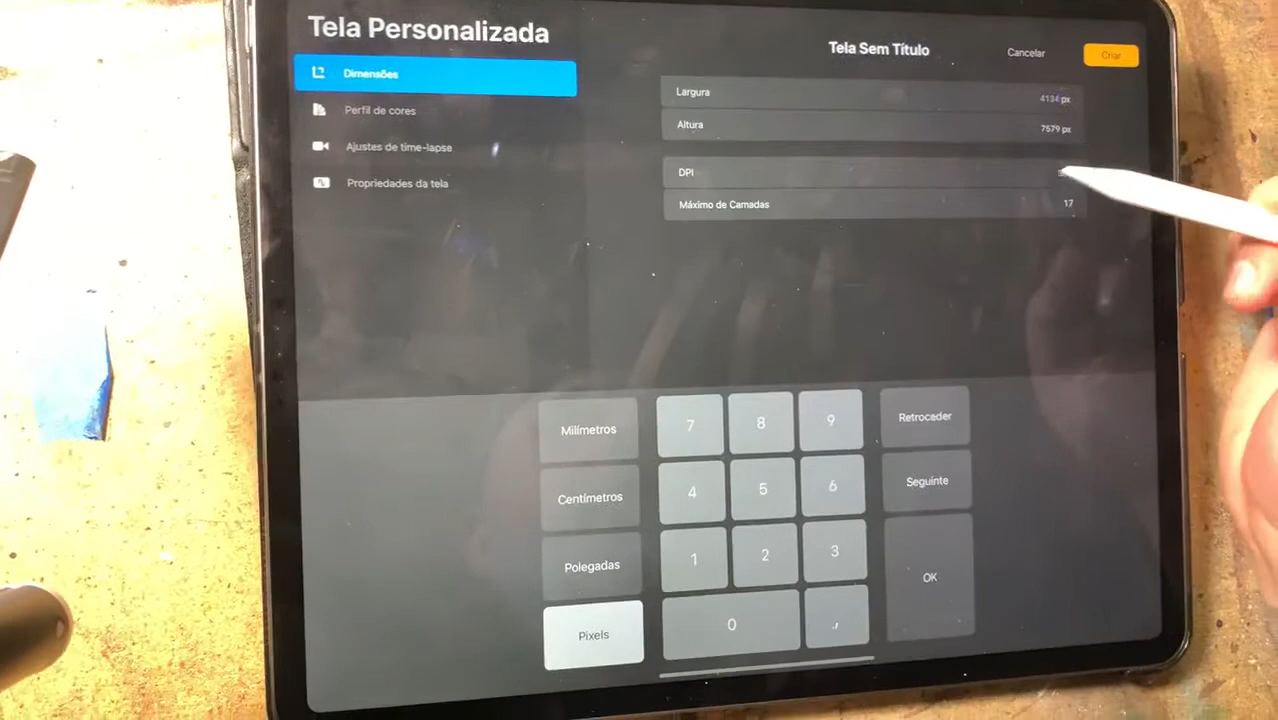 Tela Personalizada
Tela Sem Título
Cancelar
Criar
Dimensões
Perfil de cores
Ajustes de time-lapse
Propriedades da tela
Largura
4134 px
Altura
7579 px
DPI
Máximo de Camadas
17
Milímetros
7
8
9
Retroceder
Centímetros
4
5
6
Seguinte
Polegadas
1
2
3
OK
Pixels
0
.,